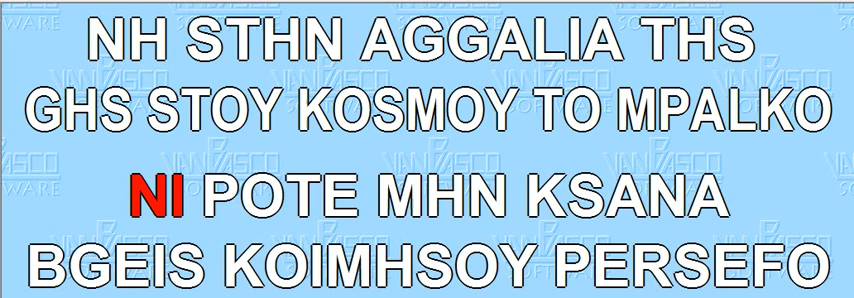 NH STHN AGGALIA THS
GHS STOY KOSMOY TO MPALKO
NI POTE MHN KSANA
BGEIS KOIMHSOY PERSEFO